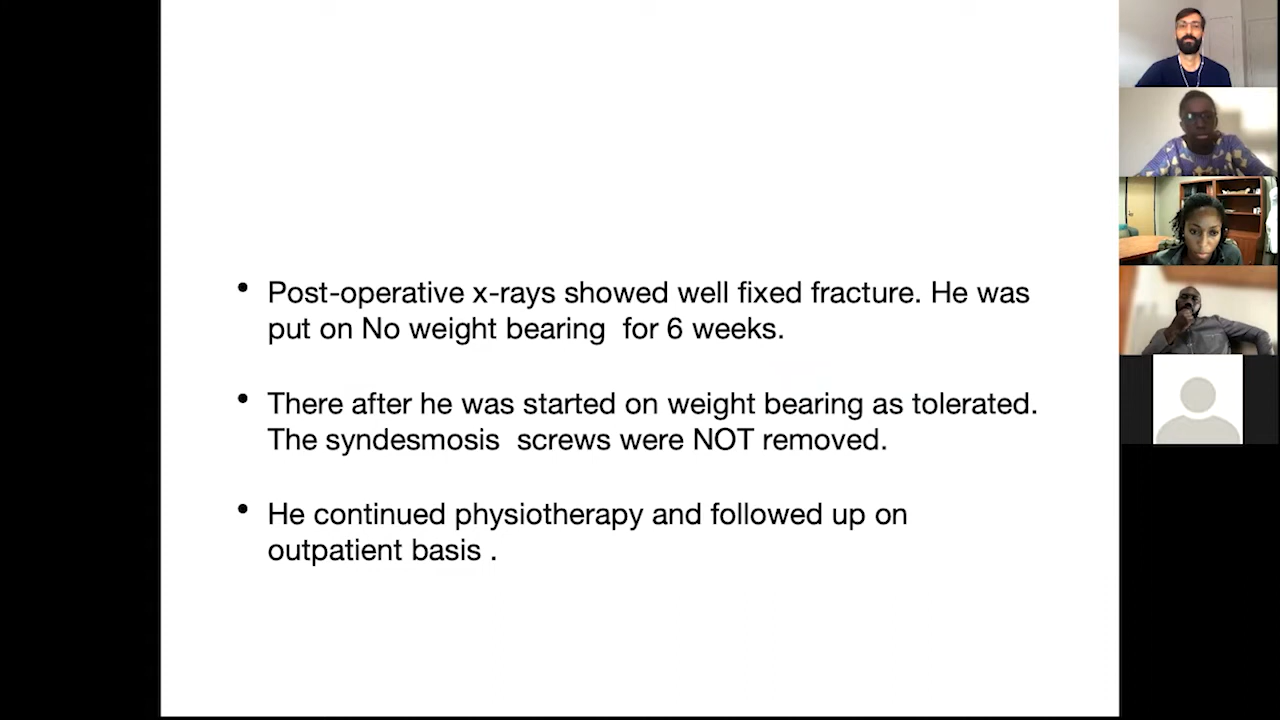 • Post-operative x-rays showed well fixed fracture. He was
put on No weight bearing  for 6 weeks.
• There after he was started on weight bearing as tolerated.
The syndesmosis  screws were NOT removed.
• He continued physiotherapy and followed up on
outpatient basis .